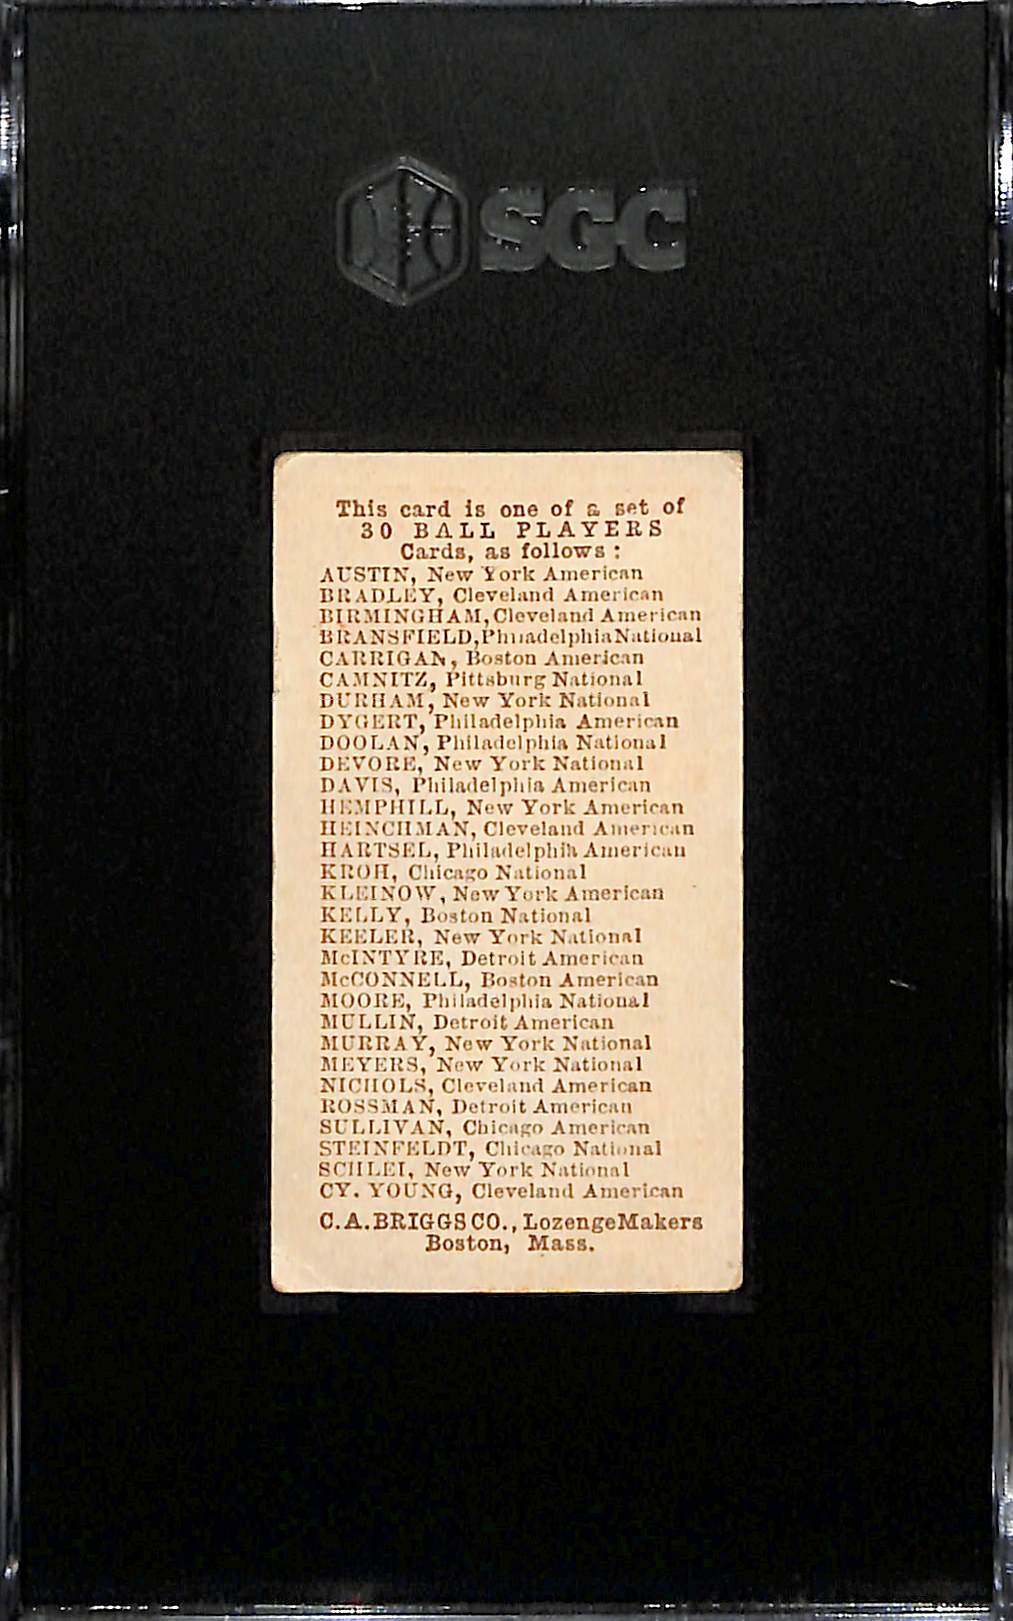 SGC
This card is one of a set of
30 BALL PLAYERS
Cards, as follows :
AUSTIN, New York American
BRADLEY, Cleveland American
BIRMINGHAM, Cleveland American
BRANSFIELD, Philadelphia National
CARRIGAN, Boston American
CAMNITZ, Pittsburg National
DURHAM, New York National
DYGERT, Philadelphia American
DOOLAN, Philadelphia National
DEVORE, New York National
DAVIS, Philadelphia American
HEMPHILL, New York American
HEINCHMAN, Cleveland American
HARTSEL, Philadelphia American
KROH, Chicago National
KLEINOW, New York American
KELLY, Boston National
KEELER, New York National
McINTYRE, Detroit American
McCONNELL, Boston American
MOORE, Philadelphia National
MULLIN, Detroit American
MURRAY, New York National
MEYERS, New York National
NICHOLS, Cleveland American
ROSSMAN, Detroit American
SULLIVAN, Chicago American
STEINFELDT, Chicago National
SCHLEI, New York National
CY. YOUNG, Cleveland American
C.A. BRIGGS CO., Lozenge Makers
Boston, Mass.